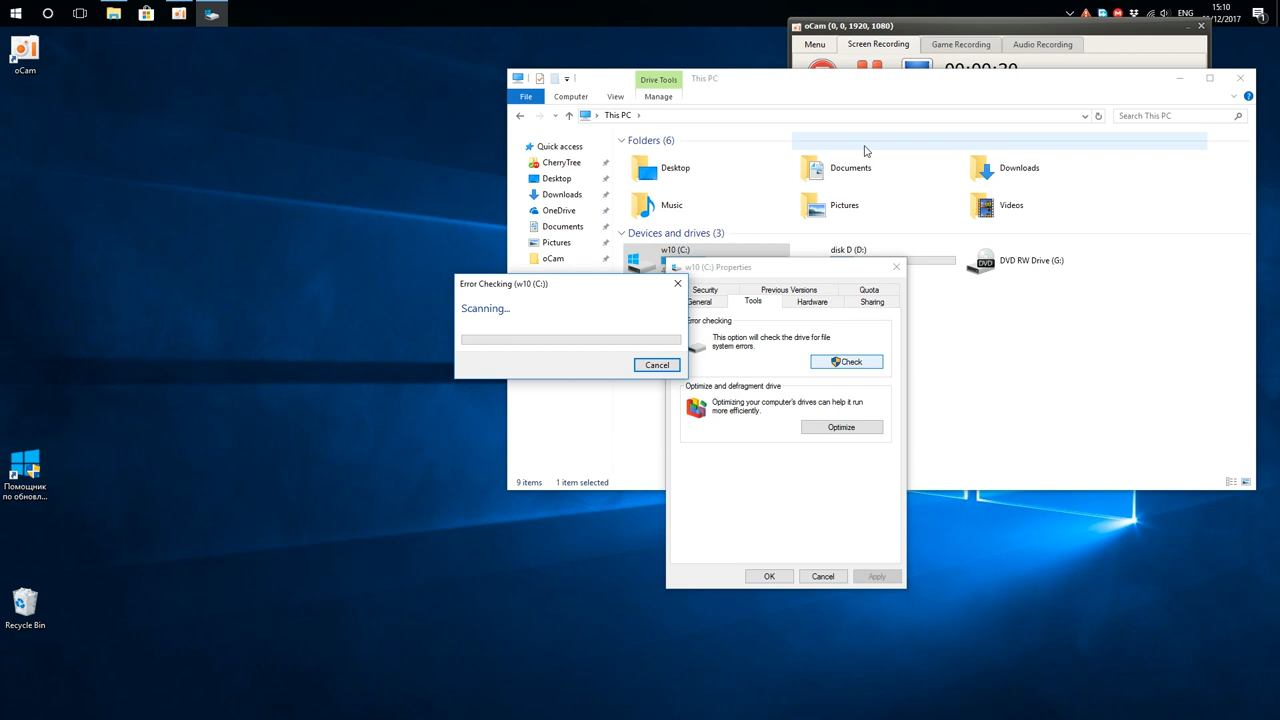 ENG
15:10
/12/2017
oCam
Помощник
по обновл...
Recycle Bin
oCam (0, 0, 1920, 1080)
Menu
Screen Recording
Game Recording
Audio Recording
00:00:39
Drive Tools
This PC
File
Computer
View
Manage
This PC
Search This PC
Quick access
CherryTree
Desktop
Downloads
OneDrive
Documents
Pictures
oCam
Folders (6)
Desktop
Documents
Downloads
Music
Pictures
Videos
Devices and drives (3)
w10 (C:)
disk D (D:)
DVD RW Drive (G:)
9 items
1 item selected
Error Checking (w10 (C:))
Scanning...
Cancel
w10 (C:) Properties
Security
Previous Versions
Quota
General
Tools
Hardware
Sharing
Error checking
This option will check the drive for file
system errors.
Check
Optimize and defragment drive
Optimizing your computer's drives can help it run
more efficiently.
Optimize
OK
Cancel
Apply